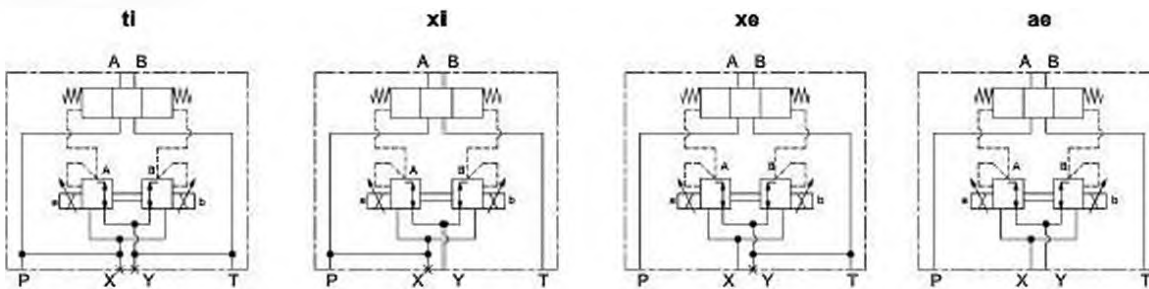 ti xi xe ae
A B A B A B A B
A B A B A B A B
a b a b a b a b
P X Y T P X Y T P X Y T P X Y T